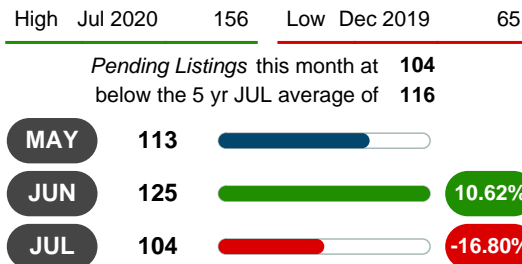 High Jul 2020 156 Low Dec 2019 65
Pending Listings this month at 104
below the 5 yr JUL average of 116
MAY 113
JUN 125 10.62%
JUL 104 -16.80%